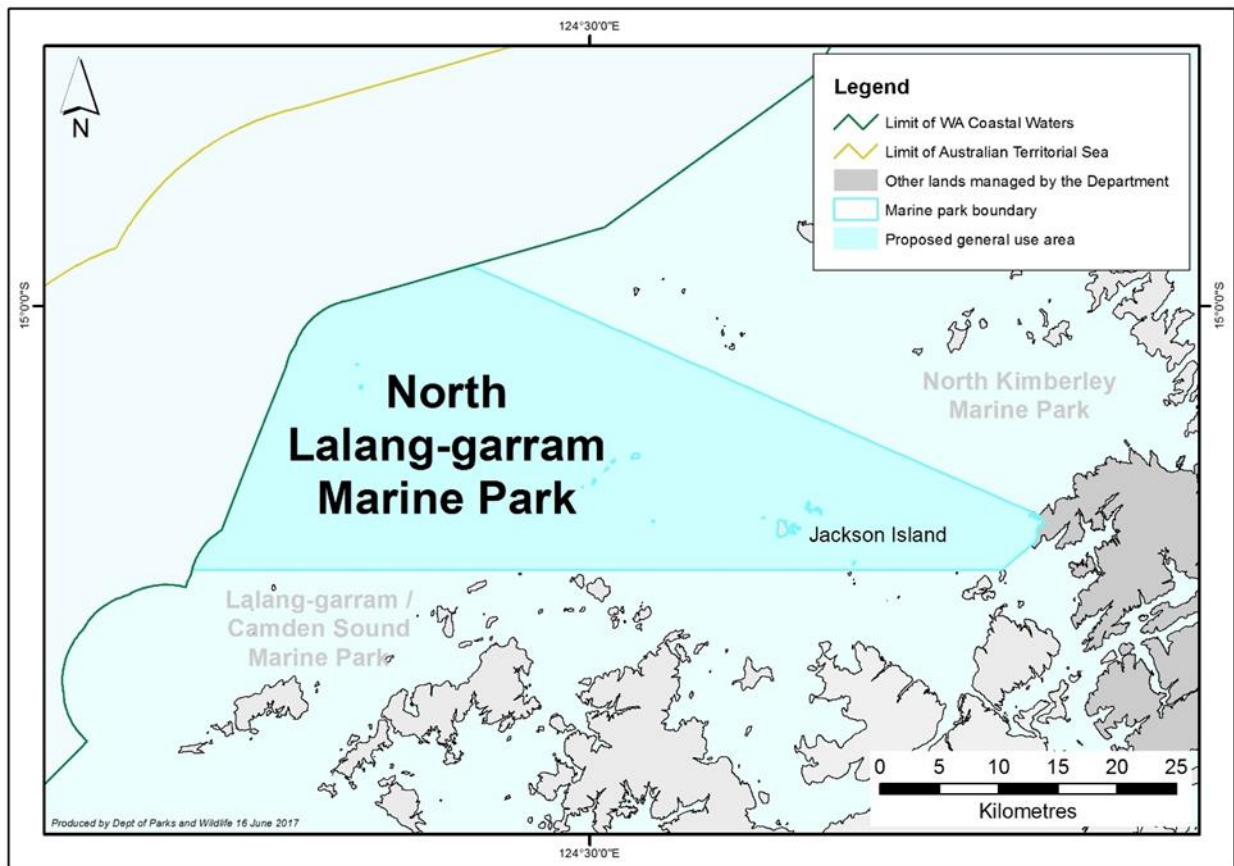 124°30'0"E
N
Legend
Limit of WA Coastal Waters
Limit of Australian Territorial Sea
Other lands managed by the Department
Marine park boundary
Proposed general use area
15°0'0"S
15°0'0"S
North
Lalang-garram
Marine Park
North Kimberley
Marine Park
Jackson Island
Lalang-garram /
Camden Sound
Marine Park
0 5 10 15 20 25
Kilometres
Produced by Dept of Parks and Wildlife 16 June 2017
124°30'0"E